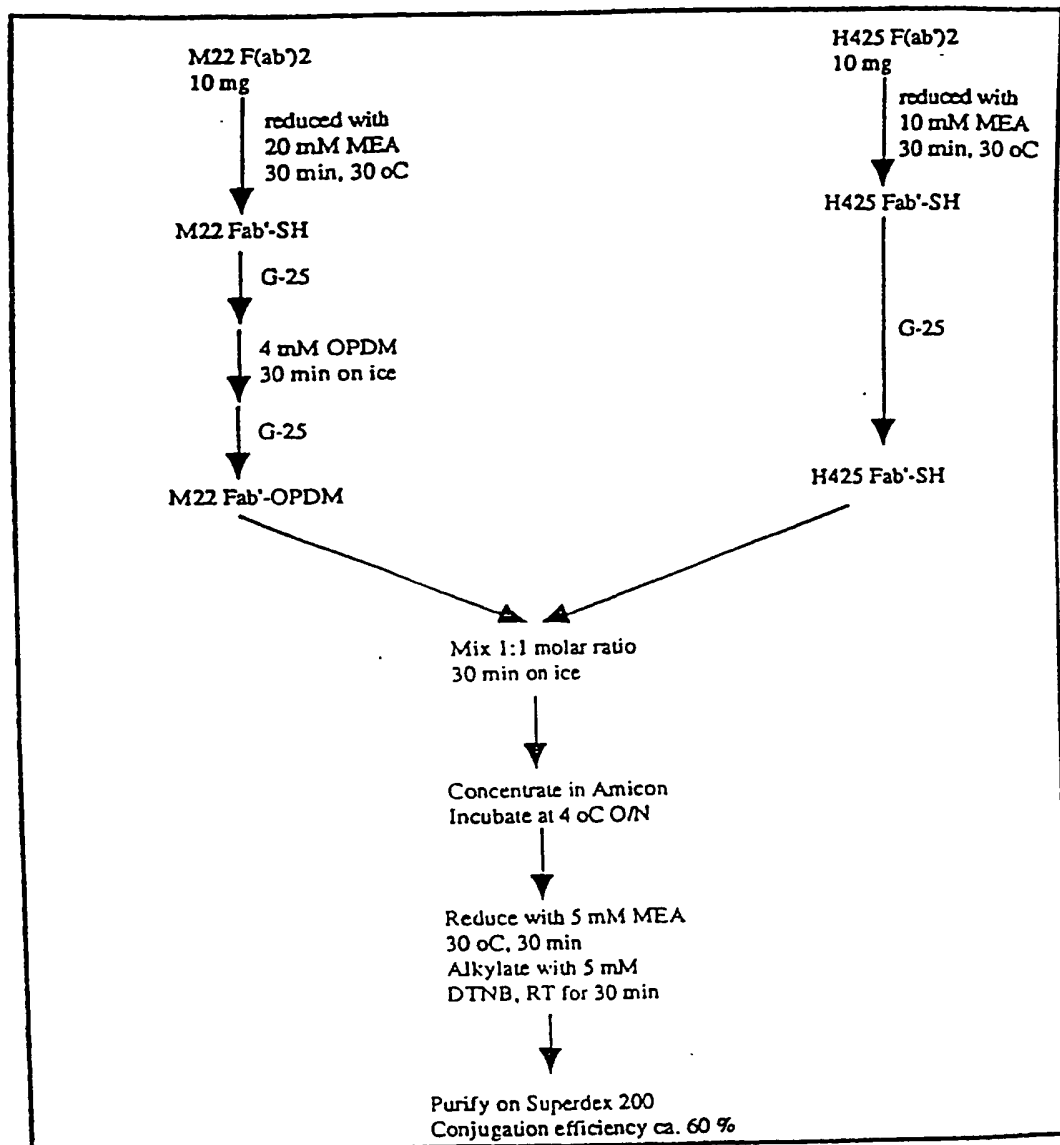 M22 F(ab')2
10 mg
reduced with
20 mM MEA
30 min, 30 oC
M22 Fab'-SH
G-25
4 mM OPDM
30 min on ice
G-25
M22 Fab'-OPDM
H425 F(ab')2
10 mg
reduced with
10 mM MEA
30 min, 30 oC
H425 Fab'-SH
G-25
H425 Fab'-SH
Mix 1:1 molar ratio
30 min on ice
Concentrate in Amicon
Incubate at 4 oC O/N
Reduce with 5 mM MEA
30 oC, 30 min
Alkylate with 5 mM
DTNB, RT for 30 min
Purify on Superdex 200
Conjugation efficiency ca. 60 %